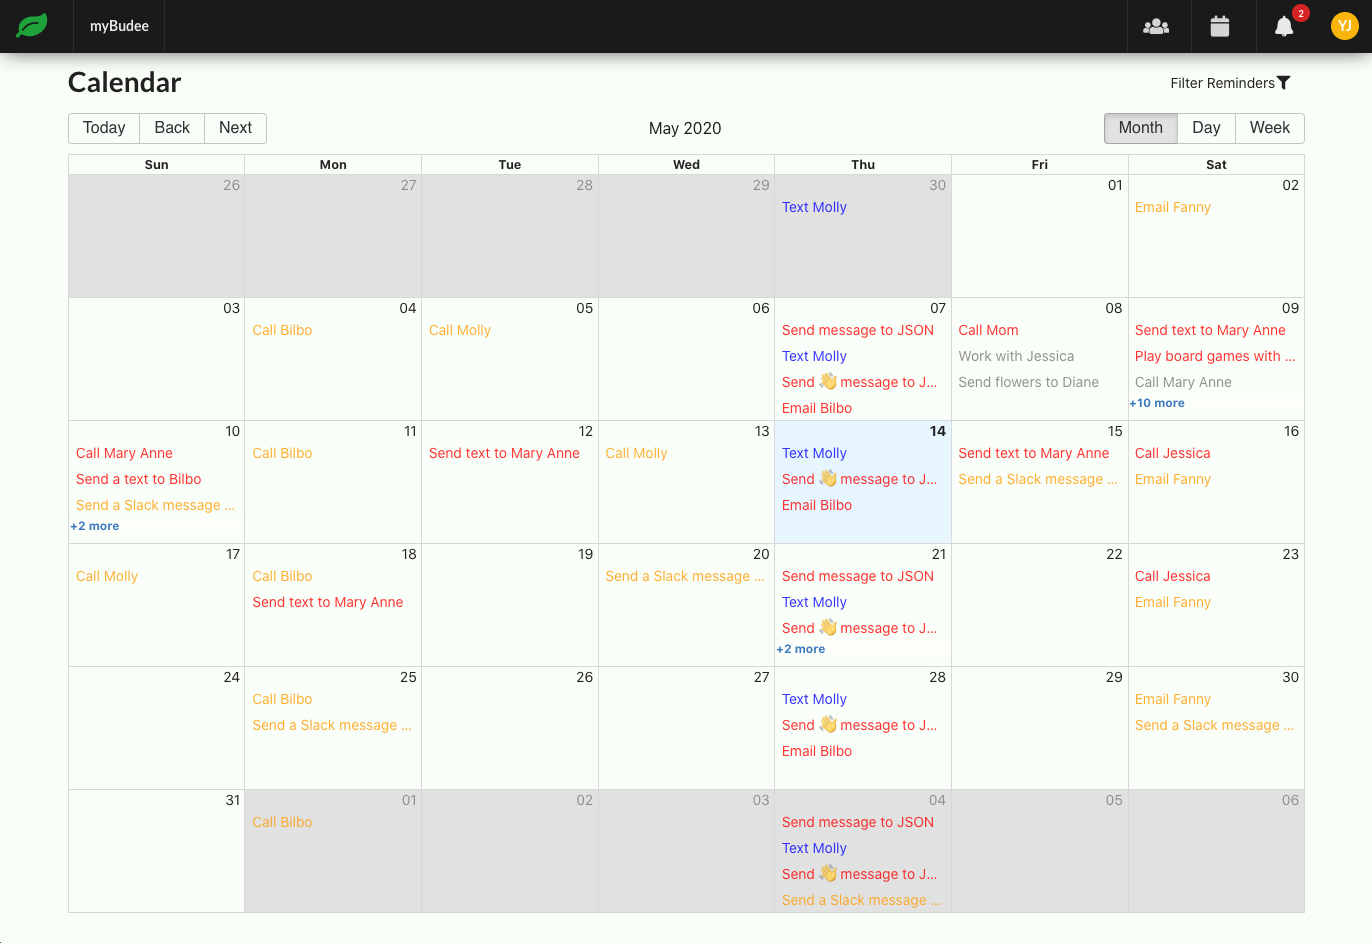 myBudee
2
YJ
Calendar
Filter Reminders
Today Back Next
May 2020
Month Day Week
Sun Mon Tue Wed Thu Fri Sat
26 27 28 29 30 01 02
Text Molly
Email Fanny
03 04 05 06 07 08 09
Call Bilbo
Call Molly
Send message to JSON
Text Molly
Send 👋 message to J...
Email Bilbo
Call Mom
Work with Jessica
Send flowers to Diane
Send text to Mary Anne
Play board games with ...
Call Mary Anne
+10 more
10 11 12 13 14 15 16
Call Mary Anne
Send a text to Bilbo
Send a Slack message ...
+2 more
Call Bilbo
Send text to Mary Anne
Call Molly
Text Molly
Send 👋 message to J...
Email Bilbo
Send text to Mary Anne
Send a Slack message ...
Call Jessica
Email Fanny
17 18 19 20 21 22 23
Call Molly
Call Bilbo
Send text to Mary Anne
Send a Slack message ...
Send message to JSON
Text Molly
Send 👋 message to J...
+2 more
Call Jessica
Email Fanny
24 25 26 27 28 29 30
Call Bilbo
Send a Slack message ...
Text Molly
Send 👋 message to J...
Email Bilbo
Email Fanny
Send a Slack message ...
31 01 02 03 04 05 06
Call Bilbo
Send message to JSON
Text Molly
Send 👋 message to J...
Send a Slack message ...